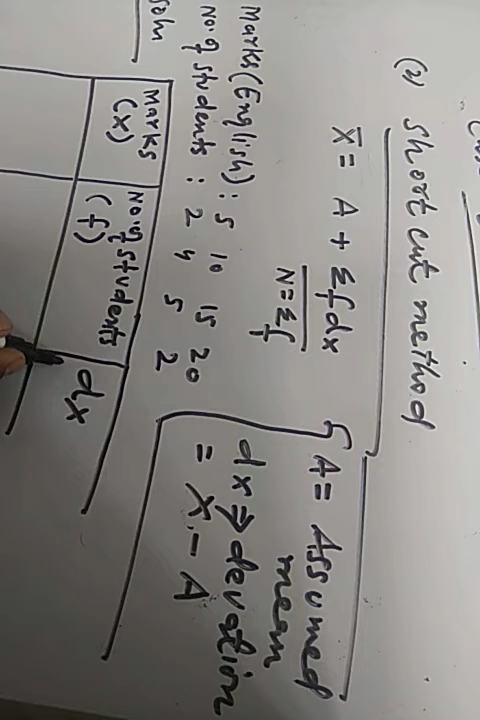 (2) Short cut method
X̄ = A + Σfdx
N=Σf
A = Assumed
mean
dx ⇒ devation
= X - A
Marks (English) : 5 10 15 20
No. of students : 2 4 5 2
Soln
Marks
(X)
No. of students
(f)
dx